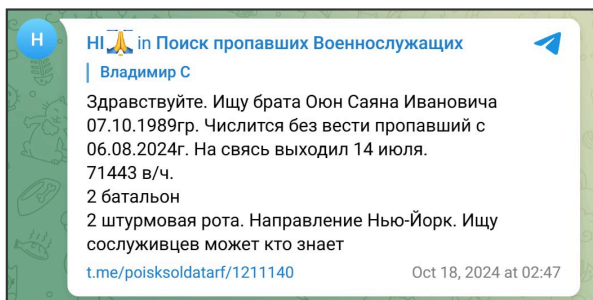 Н
HI🙏 in Поиск пропавших Военнослужащих
Владимир С
Здравствуйте. Ищу брата Оюн Саяна Ивановича
07.10.1989гр. Числится без вести пропавший с
06.08.2024г. На свясь выходил 14 июля.
71443 в/ч.
2 батальон
2 штурмовая рота. Направление Нью-Йорк. Ищу
сослуживцев может кто знает
t.me/poisksoldatarf/1211140 Oct 18, 2024 at 02:47